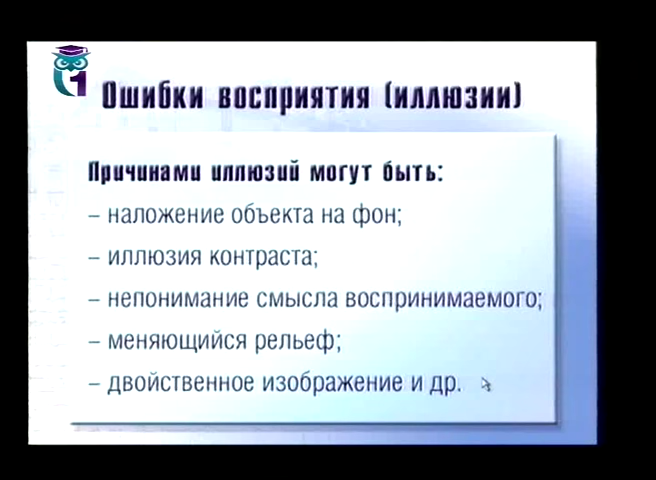 1
Ошибки восприятия (иллюзии)
Причинами иллюзий могут быть:
– наложение объекта на фон;
– иллюзия контраста;
– непонимание смысла воспринимаемого;
– меняющийся рельеф;
– двойственное изображение и др.